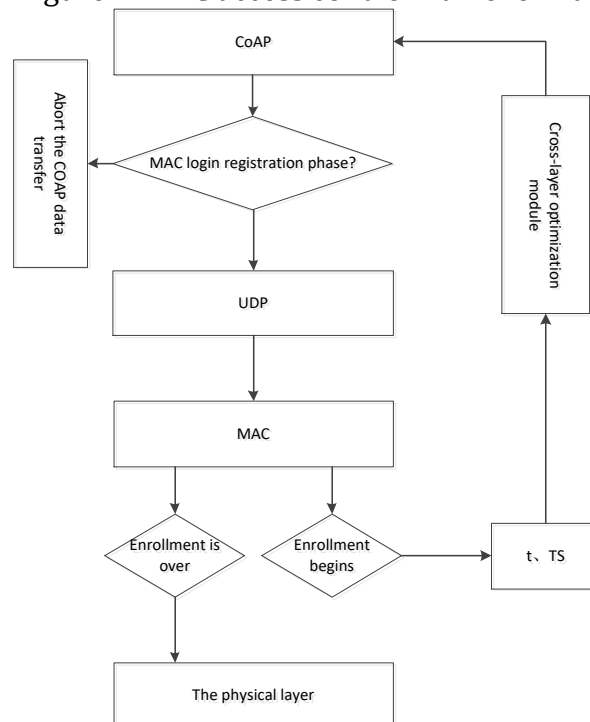 CoAP
Abort the COAP data
transfer
MAC login registration phase?
Cross-layer optimization
module
UDP
MAC
Enrollment is
over
Enrollment
begins
t、TS
The physical layer